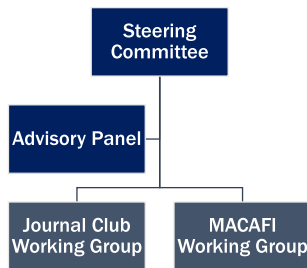 Steering
Committee
Advisory Panel
Journal Club
Working Group
MACAFI
Working Group